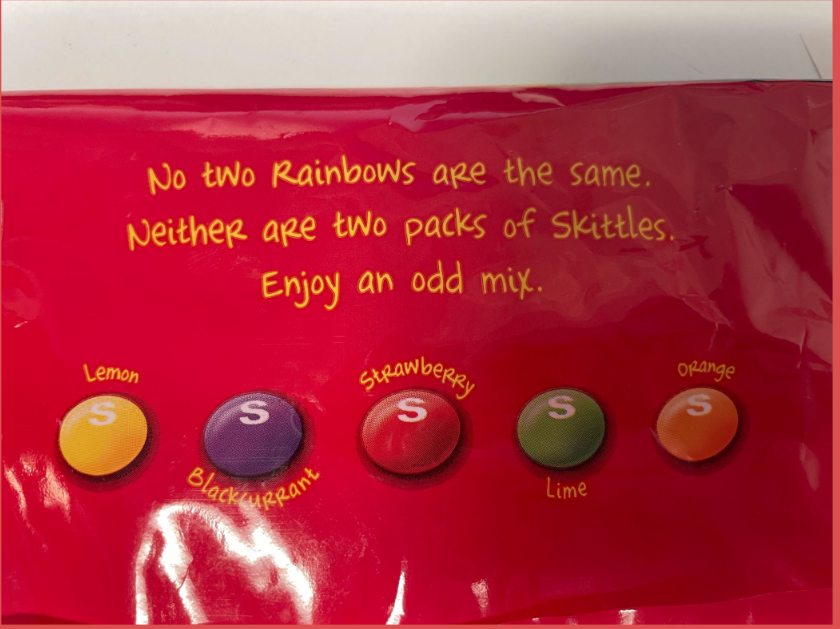 No two Rainbows are the same.
Neither are two packs of Skittles.
Enjoy an odd mix.
Lemon
Strawberry
Orange
S S S S S
Blackcurrant
Lime